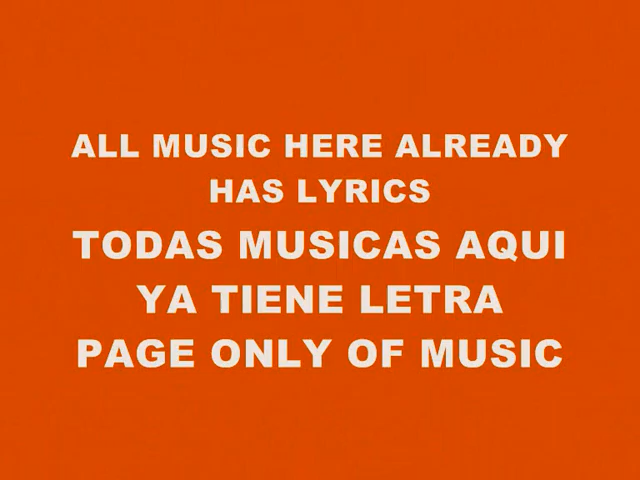 ALL MUSIC HERE ALREADY
HAS LYRICS
TODAS MUSICAS AQUI
YA TIENE LETRA
PAGE ONLY OF MUSIC